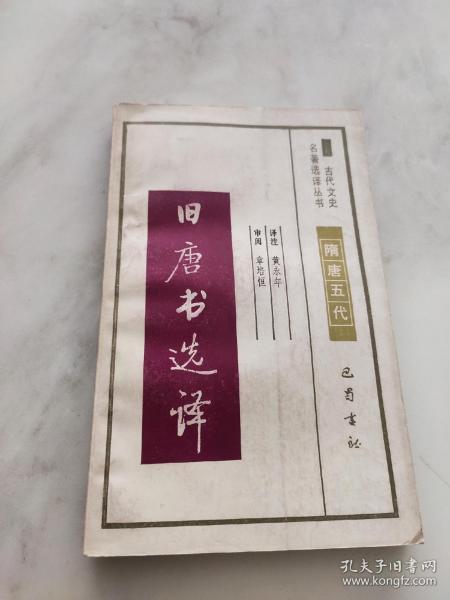 古代文史
名著选译丛书
隋唐五代
巴蜀书社
译注 黄永年
审阅 章培恒
旧唐书选译
孔夫子旧书网
www.kongfz.com